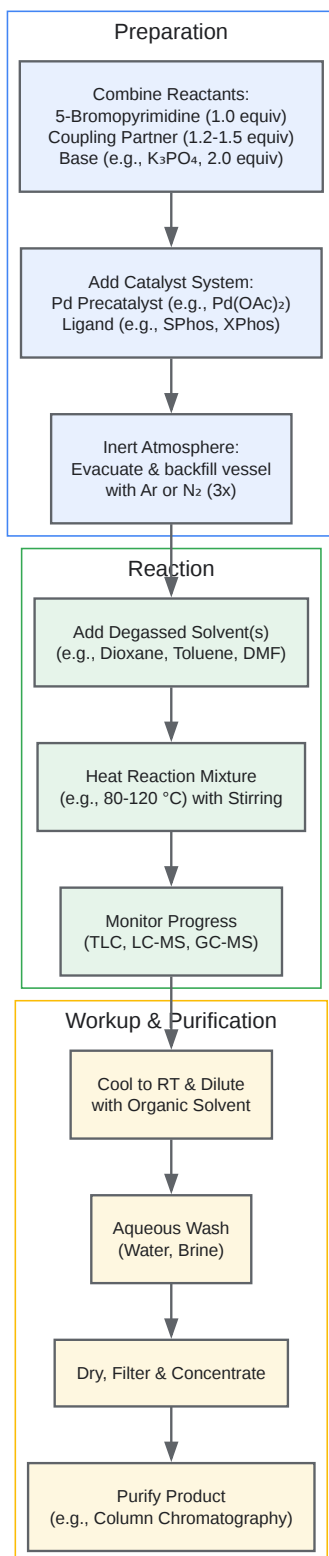 Preparation
Combine Reactants:
5-Bromopyrimidine (1.0 equiv)
Coupling Partner (1.2-1.5 equiv)
Base (e.g., K₃PO₄, 2.0 equiv)
Add Catalyst System:
Pd Precatalyst (e.g., Pd(OAc)₂)
Ligand (e.g., SPhos, XPhos)
Inert Atmosphere:
Evacuate & backfill vessel
with Ar or N₂ (3x)
Reaction
Add Degassed Solvent(s)
(e.g., Dioxane, Toluene, DMF)
Heat Reaction Mixture
(e.g., 80-120 °C) with Stirring
Monitor Progress
(TLC, LC-MS, GC-MS)
Workup & Purification
Cool to RT & Dilute
with Organic Solvent
Aqueous Wash
(Water, Brine)
Dry, Filter & Concentrate
Purify Product
(e.g., Column Chromatography)